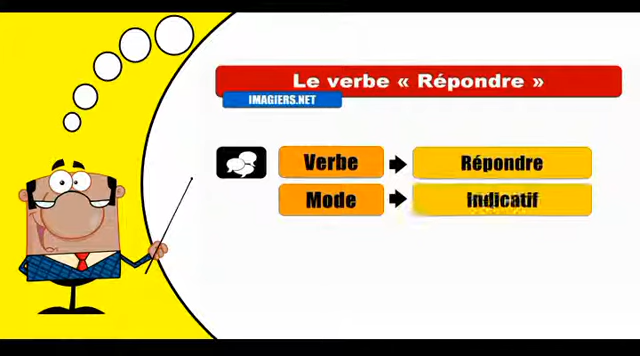 Le verbe « Répondre »
IMAGIERS.NET
Verbe Répondre
Mode Indicatif